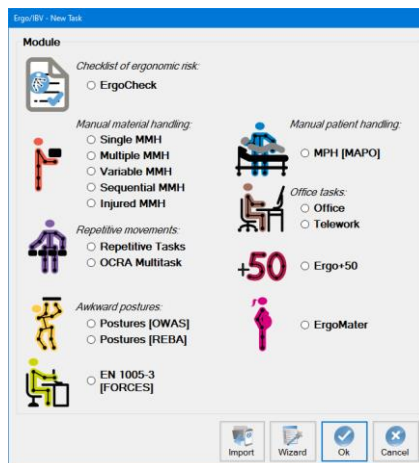 Ergo/IBV - New Task
Module
Checklist of ergonomic risk:
ErgoCheck
Manual material handling:
Single MMH
Multiple MMH
Variable MMH
Sequential MMH
Injured MMH
Repetitive movements:
Repetitive Tasks
OCRA Multitask
Awkward postures:
Postures [OWAS]
Postures [REBA]
EN 1005-3
[FORCES]
Manual patient handling:
MPH [MAPO]
Office tasks:
Office
Telework
+50
Ergo+50
ErgoMater
Import
Wizard
Ok
Cancel